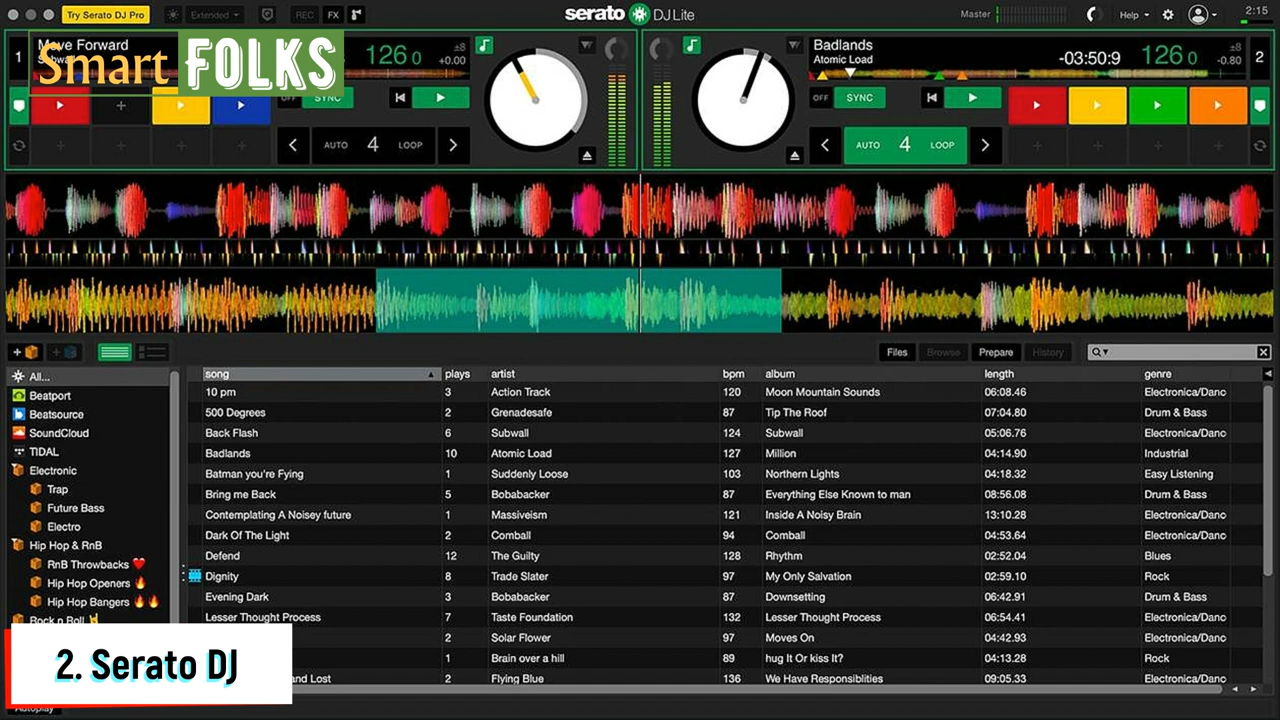 Try Serato DJ Pro
Extended
REC
FX
serato DJ Lite
Master
Help
2:15
Smart FOLKS
1
Move Forward
126 0
±8
+0.00
OFF
SYNC
AUTO 4 LOOP
Badlands
Atomic Load
-03:50:9
126 0
±8
-0.80
2
OFF
SYNC
AUTO 4 LOOP
Files
Browse
Prepare
History
All...
Beatport
Beatsource
SoundCloud
TIDAL
Electronic
Trap
Future Bass
Electro
Hip Hop & RnB
RnB Throwbacks ❤️
Hip Hop Openers 🔥
Hip Hop Bangers 🔥🔥
Rock n Roll 🤘
song plays artist bpm album length genre
10 pm 3 Action Track 120 Moon Mountain Sounds 06:08.46 Electronica/Danc
500 Degrees 2 Grenadesafe 87 Tip The Roof 07:04.80 Drum & Bass
Back Flash 6 Subwall 124 Subwall 05:06.76 Electronica/Danc
Badlands 10 Atomic Load 127 Million 04:14.90 Industrial
Batman you're Fying 1 Suddenly Loose 103 Northern Lights 04:18.32 Easy Listening
Bring me Back 5 Bobabacker 87 Everything Else Known to man 08:56.08 Drum & Bass
Contemplating A Noisey future 1 Massiveism 121 Inside A Noisy Brain 13:10.28 Electronica/Danc
Dark Of The Light 2 Comball 94 Comball 04:53.64 Electronica/Danc
Defend 12 The Guilty 128 Rhythm 02:52.04 Blues
Dignity 8 Trade Slater 97 My Only Salvation 02:59.10 Rock
Evening Dark 3 Bobabacker 87 Downsetting 06:42.91 Drum & Bass
Lesser Thought Process 7 Taste Foundation 132 Lesser Thought Process 06:54.41 Electronica/Danc
2 Solar Flower 97 Moves On 04:42.93 Electronica/Danc
1 Brain over a hill 89 hug It Or kiss It? 04:13.28 Rock
and Lost 2 Flying Blue 136 We Have Responsiblities 09:05.33 Electronica/Danc
2. Serato DJ
Autoplay